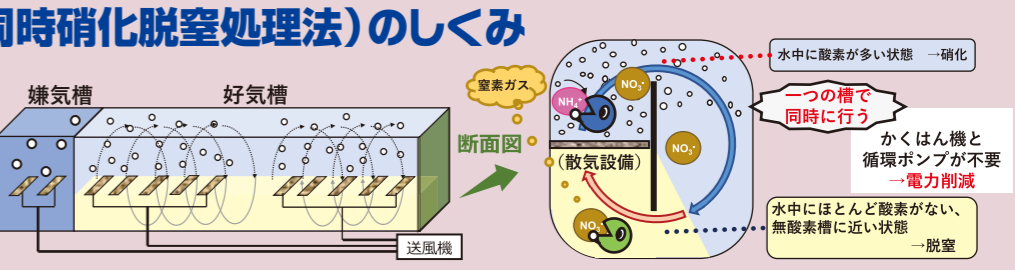 同時硝化脱窒処理法)のしくみ
嫌気槽
好気槽
送風機
断面図
窒素ガス
NH₄⁺
NO₃⁻
NO₃⁻
NO₃⁻
(散気設備)
水中に酸素が多い状態 →硝化
一つの槽で
同時に行う
かくはん機と
循環ポンプが不要
→電力削減
水中にほとんど酸素がない、
無酸素槽に近い状態
→脱窒